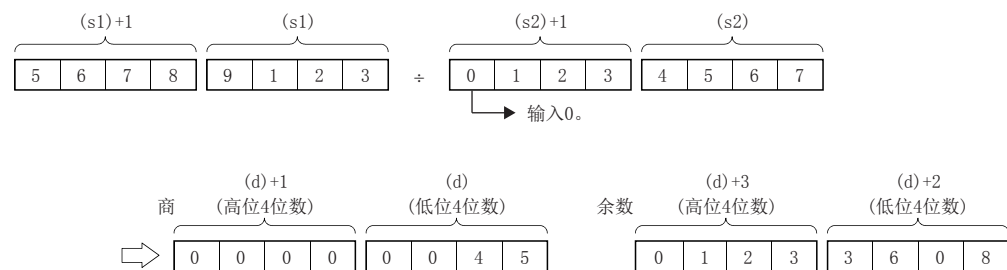 (s1)+1 (s1) (s2)+1 (s2)
5 6 7 8 9 1 2 3 ÷ 0 1 2 3 4 5 6 7
输入0。
(d)+1 (d) (d)+3 (d)+2
商 (高位4位数) (低位4位数) 余数 (高位4位数) (低位4位数)
0 0 0 0 0 0 4 5 0 1 2 3 3 6 0 8